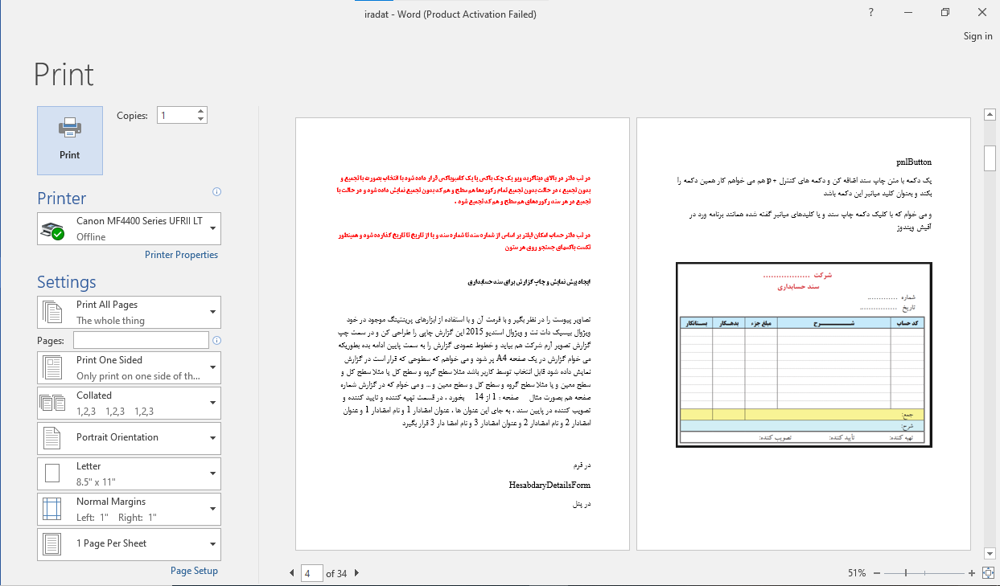 iradat - Word (Product Activation Failed)
?
Sign in
Print
Print
Copies:
1
Printer
Canon MF4400 Series UFRII LT
Offline
Printer Properties
Settings
Print All Pages
The whole thing
Pages:
Print One Sided
Only print on one side of th...
Collated
1,2,3 1,2,3 1,2,3
Portrait Orientation
Letter
8.5" x 11"
Normal Margins
Left: 1" Right: 1"
1 Page Per Sheet
Page Setup
در تب دفتر در بالای دیتاگرید ویو یک چک باکس یا یک کامبوباکس قرار داده شود با انتخاب بصورت با تجمیع و
بدون تجمیع ، در حالت بدون تجمیع تمام رکوردها هم سطح و هم کد بدون تجمیع نمایش داده شود و در حالت با
تجمیع در هر سند رکوردهای هم سطح و هم کد تجمیع شود .
در تب دفتر حساب امکان فیلتر بر اساس از شماره سند تا شماره سند و یا از تاریخ تا تاریخ گذارده شود و همینطور
تکست باکسهای جستجو روی هر ستون
ایجاد پیش نمایش و چاپ گزارش برای سند حسابداری
تصاویر پیوست را در نظر بگیر و با فرمت آن و با استفاده از ابزارهای پرینتینگ موجود در خود
ویژوال بیسیک دات نت و ویژوال استدیو 2015 این گزارش چاپی را طراحی کن و در سمت چپ
گزارش تصویر آرم شرکت هم بیاید و خطوط عمودی گزارش را به سمت پایین ادامه بده بطوریکه
می خوام گزارش در یک صفحه A4 پر شود و می خواهم که سطوحی که قرار است در گزارش
نمایش داده شود قابل انتخاب توسط کاربر باشد مثلا سطح گروه و سطح کل یا مثلا سطح کل و
سطح معین و یا مثلا سطح گروه و سطح کل و سطح معین و ... و می خوام که در گزارش شماره
صفحه هم بصورت مثال صفحه : 1 از 14 بخورد ، در قسمت تهیه کننده و تایید کننده و
تصویب کننده در پایین سند ، به جای این عنوان ها ، عنوان امضادار 1 و نام امضادار 1 و عنوان
امضادار 2 و نام امضادار 2 و عنوان امضادار 3 و نام امضا دار 3 قرار بگیرد
در فرم
HesabdaryDetailsForm
در پنل
pnlButton
یک دکمه با متن چاپ سند اضافه کن و دکمه های کنترل + p هم می خواهم کار همین دکمه را
بکند و بعنوان کلید میانبر این دکمه باشد
و می خوام که با کلیک دکمه چاپ سند و یا کلیدهای میانبر گفته شده همانند برنامه ورد در
آفیش ویندوز
شرکت .................
سند حسابداری
شماره .............
تاریخ ................
کد حساب شـــــــرح مبلغ جزء بدهـکار بستانکار
جمع:
شرح:
تهیه کننده: تأیید کننده: تصویب کننده:
4 of 34
51%